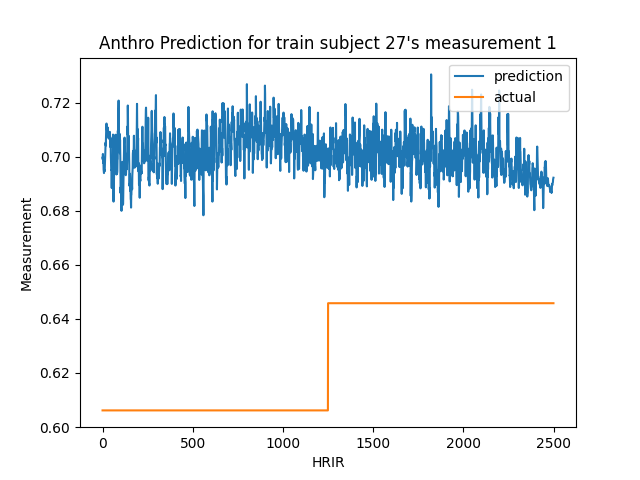 Anthro Prediction for train subject 27's measurement 1
prediction
actual
0.72
0.70
0.68
0.66
0.64
0.62
0.60
Measurement
0
500
1000
1500
2000
2500
HRIR